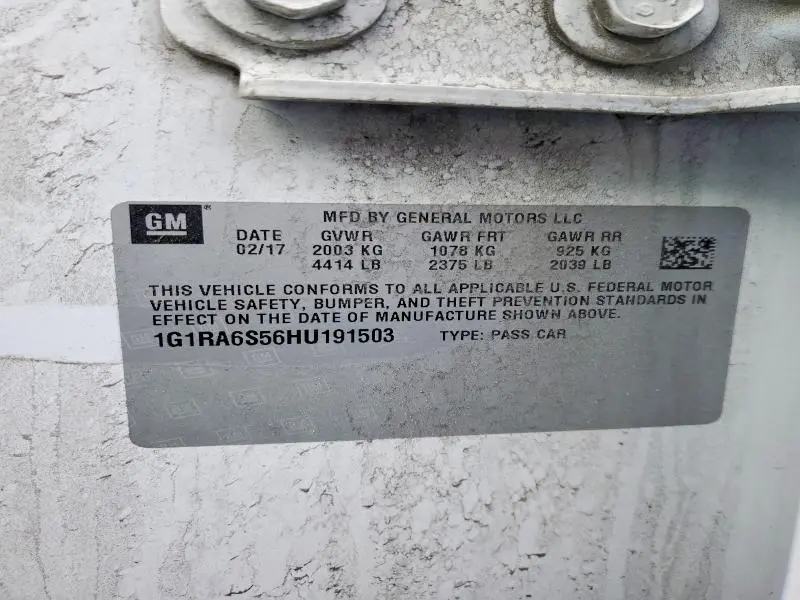 GM® MFD BY GENERAL MOTORS LLC
DATE GVWR GAWR FRT GAWR RR
02/17 2003 KG 1078 KG 925 KG
4414 LB 2375 LB 2039 LB
THIS VEHICLE CONFORMS TO ALL APPLICABLE U.S. FEDERAL MOTOR
VEHICLE SAFETY, BUMPER, AND THEFT PREVENTION STANDARDS IN
EFFECT ON THE DATE OF MANUFACTURE SHOWN ABOVE.
1G1RA6S56HU191503 TYPE: PASS CAR